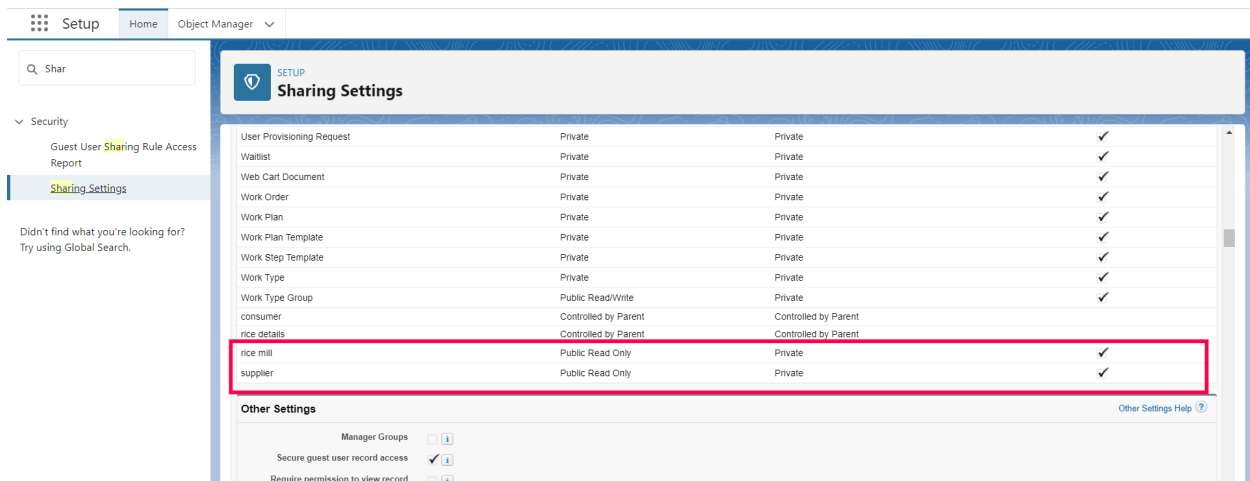 Setup Home Object Manager
Shar
SETUP
Sharing Settings
Security
Guest User Sharing Rule Access
Report
Sharing Settings
Didn't find what you're looking for?
Try using Global Search.
User Provisioning Request Private Private
Waitlist Private Private
Web Cart Document Private Private
Work Order Private Private
Work Plan Private Private
Work Plan Template Private Private
Work Step Template Private Private
Work Type Private Private
Work Type Group Public Read/Write Private
consumer Controlled by Parent Controlled by Parent
rice details Controlled by Parent Controlled by Parent
rice mill Public Read Only Private
supplier Public Read Only Private
Other Settings Other Settings Help ?
Manager Groups i
Secure guest user record access i
Require permission to view record i